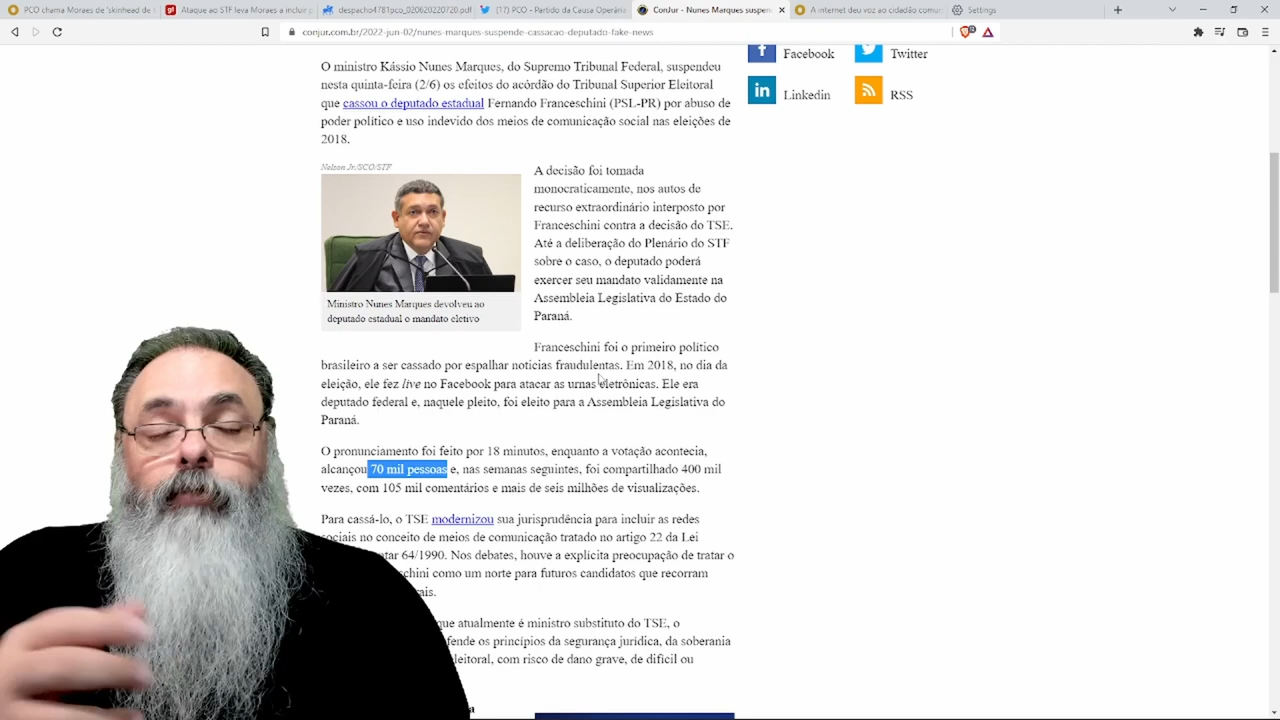 PCO chama Moraes de 'skinhead de
Ataque ao STF leva Moraes a incluir
despacho4781pco_020620220720.pdf
(17) PCO - Partido da Causa Operária
ConJur - Nunes Marques suspen
A internet deu voz ao cidadão comu
Settings
conjur.com.br/2022-jun-02/nunes-marques-suspende-cassacao-deputado-fake-news
Facebook
Twitter
Linkedin
RSS
O ministro Kássio Nunes Marques, do Supremo Tribunal Federal, suspendeu
nesta quinta-feira (2/6) os efeitos do acórdão do Tribunal Superior Eleitoral
que cassou o deputado estadual Fernando Franceschini (PSL-PR) por abuso de
poder político e uso indevido dos meios de comunicação social nas eleições de
2018.
Nelson Jr./SCO/STF
Ministro Nunes Marques devolveu ao
deputado estadual o mandato eletivo
A decisão foi tomada
monocraticamente, nos autos de
recurso extraordinário interposto por
Franceschini contra a decisão do TSE.
Até a deliberação do Plenário do STF
sobre o caso, o deputado poderá
exercer seu mandato validamente na
Assembleia Legislativa do Estado do
Paraná.
Franceschini foi o primeiro político
brasileiro a ser cassado por espalhar notícias fraudulentas. Em 2018, no dia da
eleição, ele fez live no Facebook para atacar as urnas eletrônicas. Ele era
deputado federal e, naquele pleito, foi eleito para a Assembleia Legislativa do
Paraná.
O pronunciamento foi feito por 18 minutos, enquanto a votação acontecia,
alcançou 70 mil pessoas e, nas semanas seguintes, foi compartilhado 400 mil
vezes, com 105 mil comentários e mais de seis milhões de visualizações.
Para cassá-lo, o TSE modernizou sua jurisprudência para incluir as redes
sociais no conceito de meios de comunicação tratado no artigo 22 da Lei
ntar 64/1990. Nos debates, houve a explícita preocupação de tratar o
chini como um norte para futuros candidatos que recorram
ais.
que atualmente é ministro substituto do TSE, o
fende os princípios da segurança jurídica, da soberania
leitoral, com risco de dano grave, de difícil ou